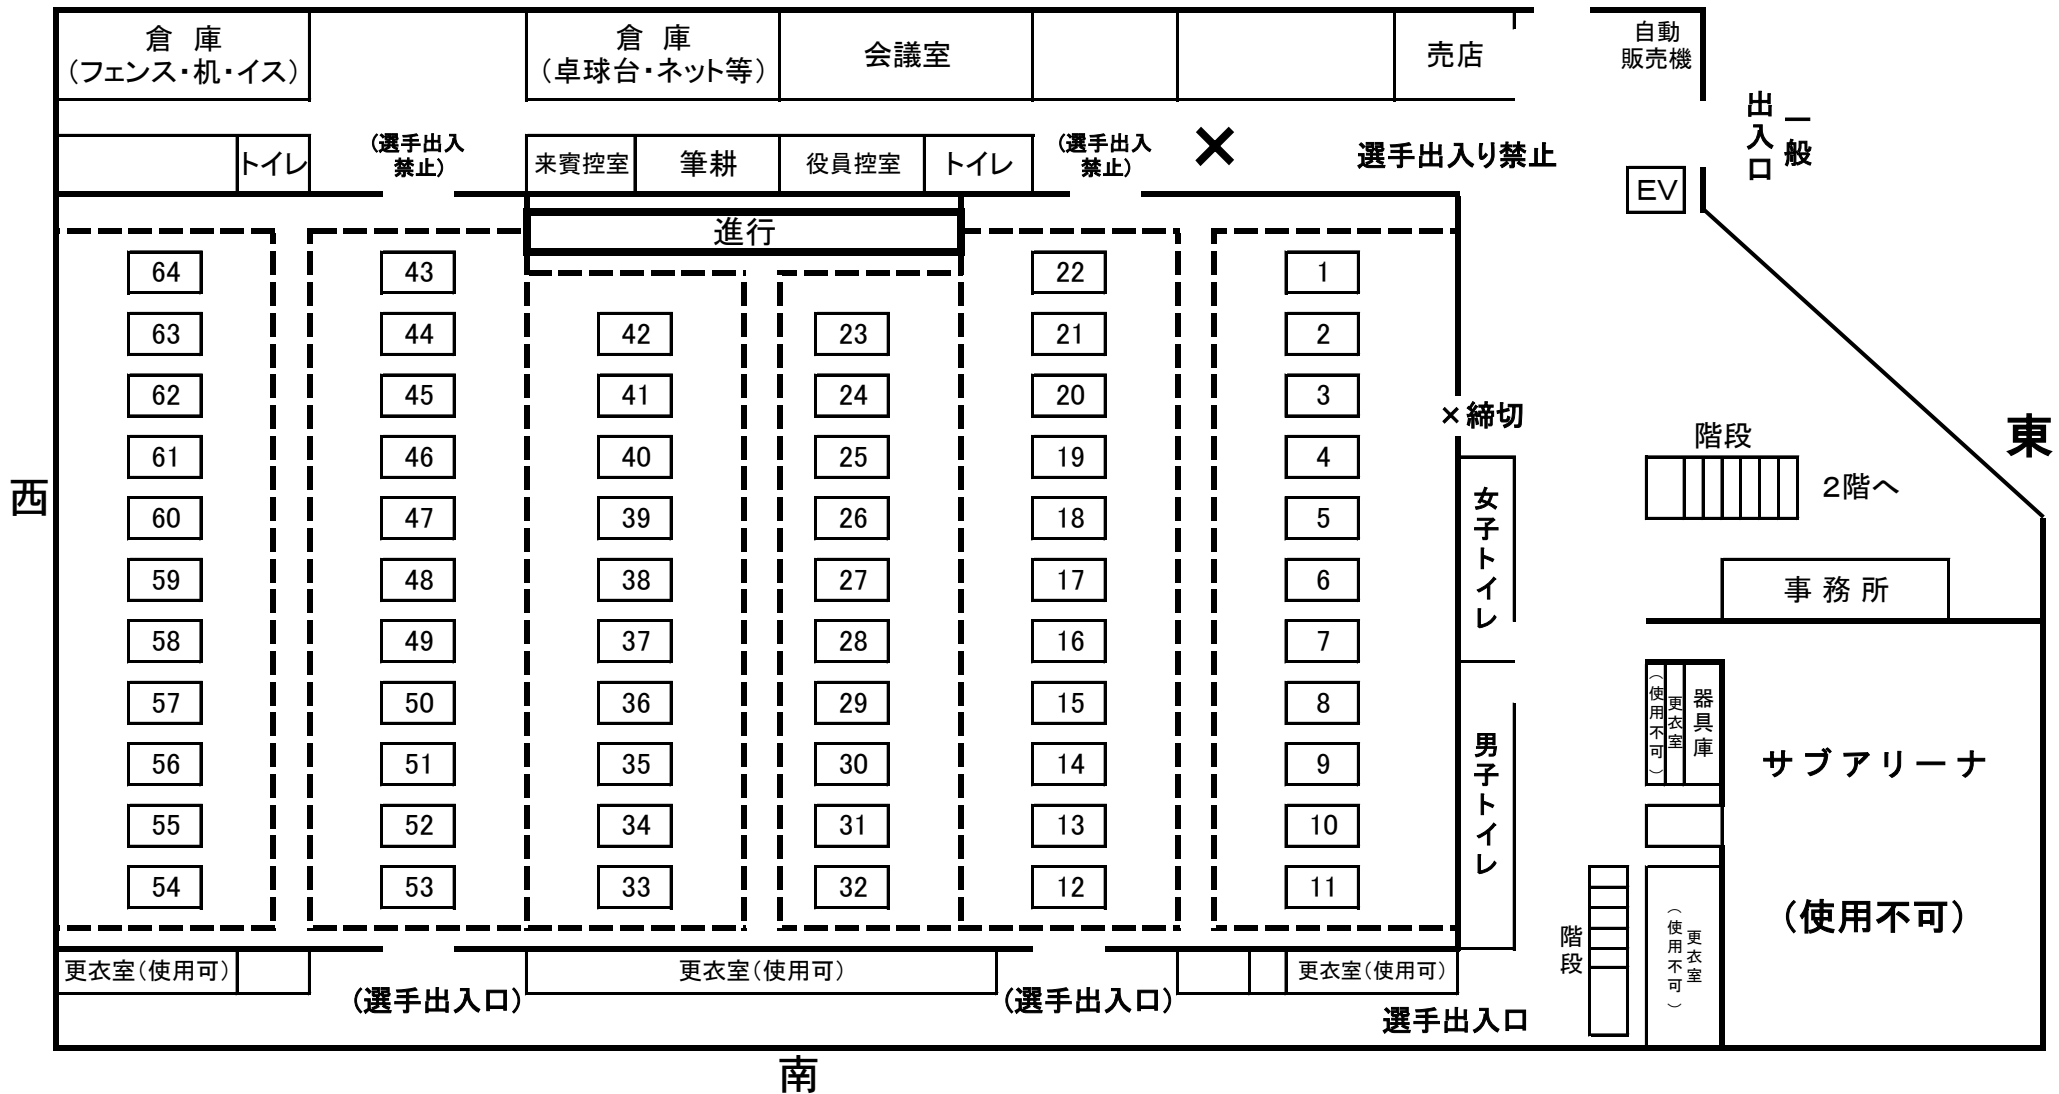 倉 庫
(フェンス・机・イス)
倉 庫
(卓球台・ネット等)
会議室
売店
自動
販売機
一般
出入口
トイレ
(選手出入
禁止)
来賓控室
筆耕
役員控室
トイレ
(選手出入
禁止)
×
選手出入り禁止
EV
進行
64
43
22
1
63
44
42
23
21
2
62
45
41
24
20
3
×締切
61
46
40
25
19
4
階段
2階へ
東
西
60
47
39
26
18
5
女子トイレ
59
48
38
27
17
6
事 務 所
58
49
37
28
16
7
57
50
36
29
15
8
器具庫
更衣室
(使用不可)
56
51
35
30
14
9
男子トイレ
サブアリーナ
(使用不可)
55
52
34
31
13
10
54
53
33
32
12
11
階段
更衣室
(使用不可)
更衣室(使用可)
更衣室(使用可)
更衣室(使用可)
(選手出入口)
(選手出入口)
選手出入口
南